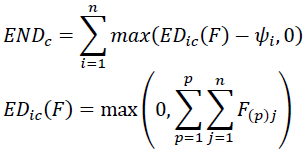 $END_c = \sum_{i=1}^{n} max(ED_{ic}(F) - \psi_i, 0)$
$ED_{ic}(F) = \max\left(0, \sum_{p=1}^{p} \sum_{j=1}^{n} F_{(p)j}\right)$